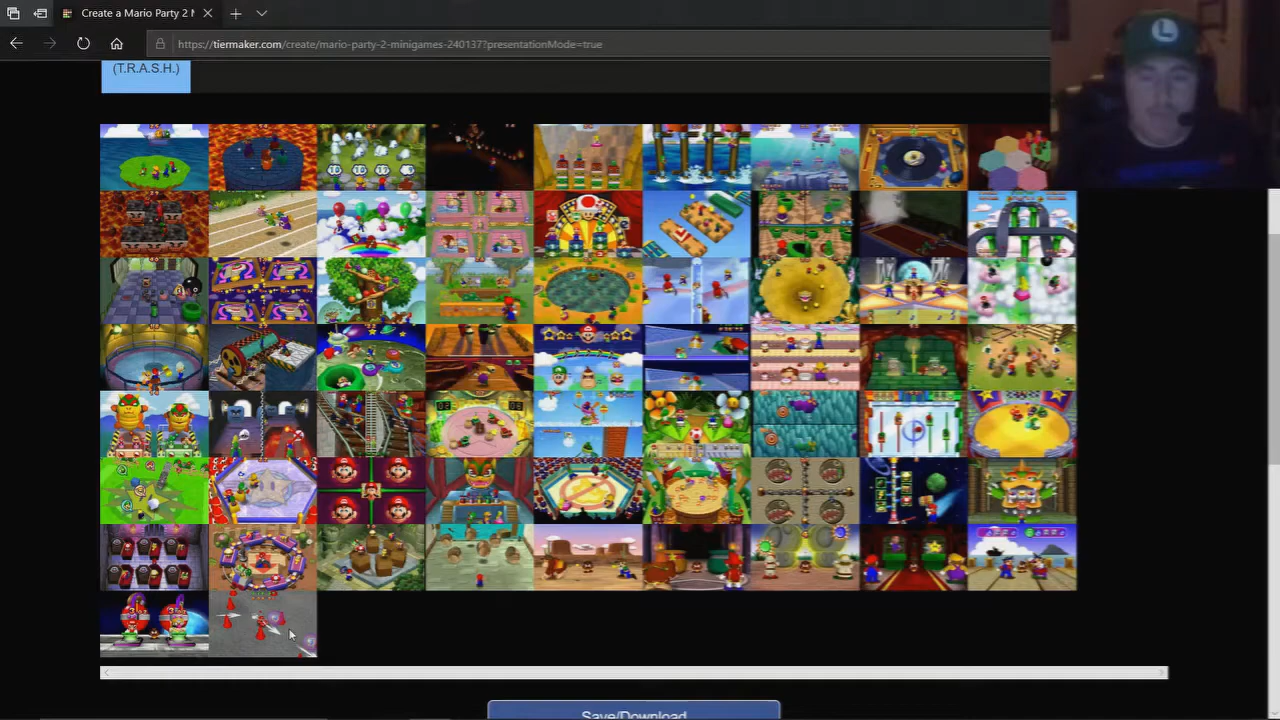 Create a Mario Party 2 M
https://tiermaker.com/create/mario-party-2-minigames-240137?presentationMode=true
L
(T.R.A.S.H.)
Save/Download